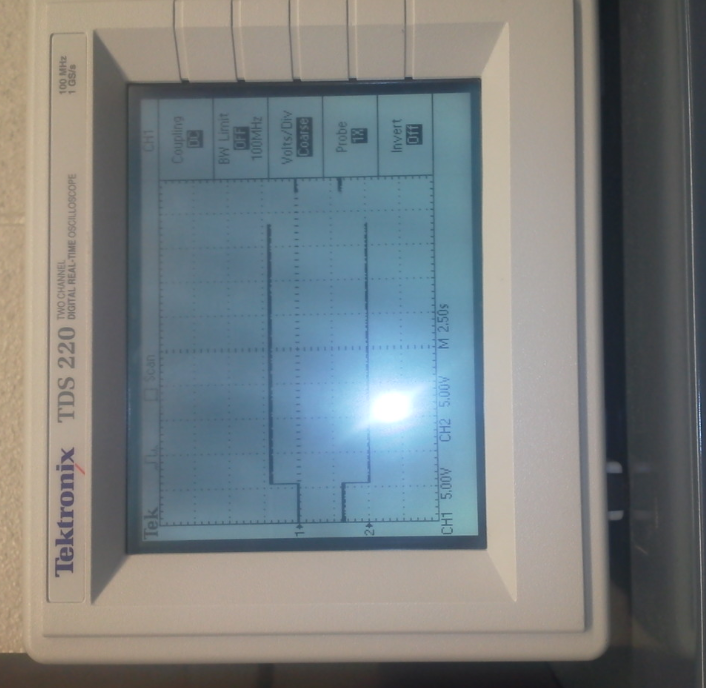 Tektronix TDS 220 TWO CHANNEL
DIGITAL REAL-TIME OSCILLOSCOPE
100 MHz
1 GS/s
Tek
Scan
CH1
Coupling
DC
BW Limit
OFF
100MHz
Volts/Div
Coarse
Probe
1X
Invert
Off
1
2
CH1 5.00V CH2 5.00V M 2.50s